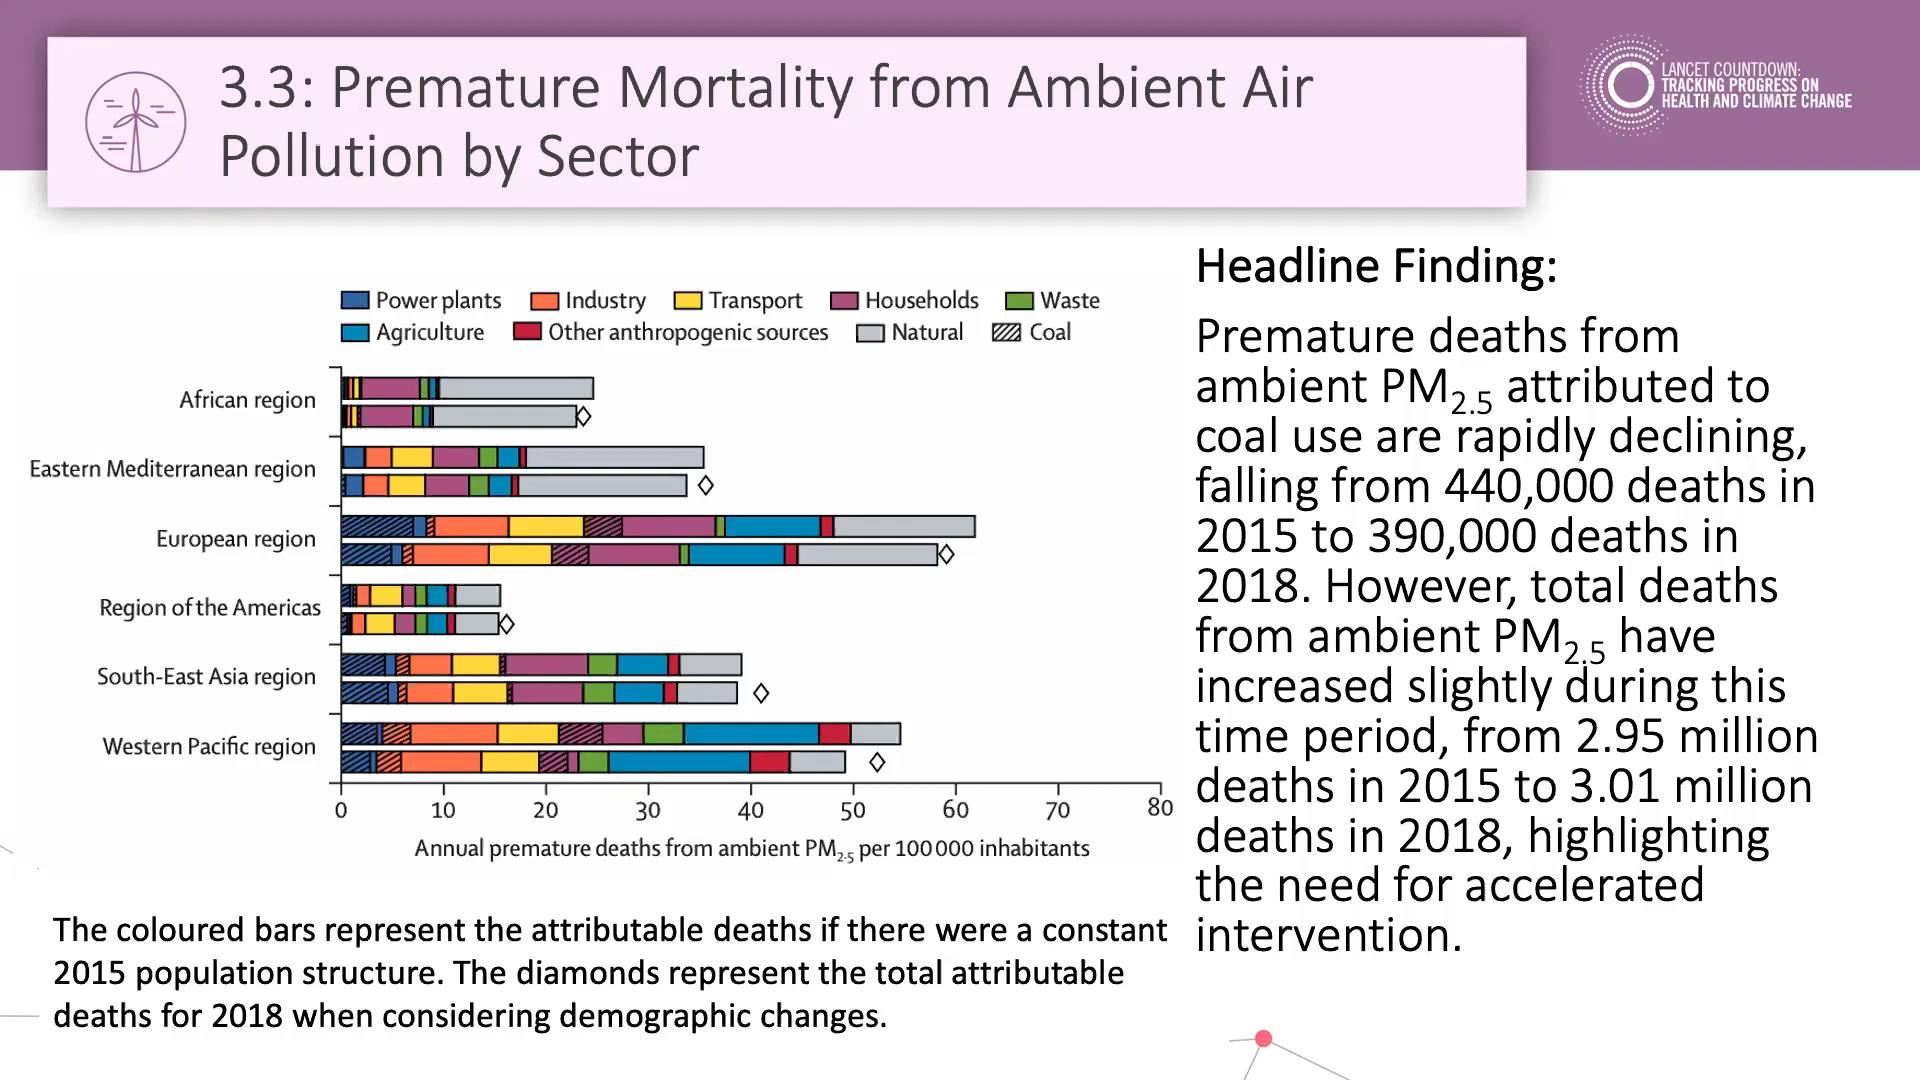 3.3: Premature Mortality from Ambient Air
Pollution by Sector
LANCET COUNTDOWN:
TRACKING PROGRESS ON
HEALTH AND CLIMATE CHANGE
Power plants Industry Transport Households Waste
Agriculture Other anthropogenic sources Natural Coal
African region
Eastern Mediterranean region
European region
Region of the Americas
South-East Asia region
Western Pacific region
0 10 20 30 40 50 60 70 80
Annual premature deaths from ambient PM2·5 per 100 000 inhabitants
The coloured bars represent the attributable deaths if there were a constant
2015 population structure. The diamonds represent the total attributable
deaths for 2018 when considering demographic changes.
Headline Finding:
Premature deaths from
ambient PM2.5 attributed to
coal use are rapidly declining,
falling from 440,000 deaths in
2015 to 390,000 deaths in
2018. However, total deaths
from ambient PM2.5 have
increased slightly during this
time period, from 2.95 million
deaths in 2015 to 3.01 million
deaths in 2018, highlighting
the need for accelerated
intervention.